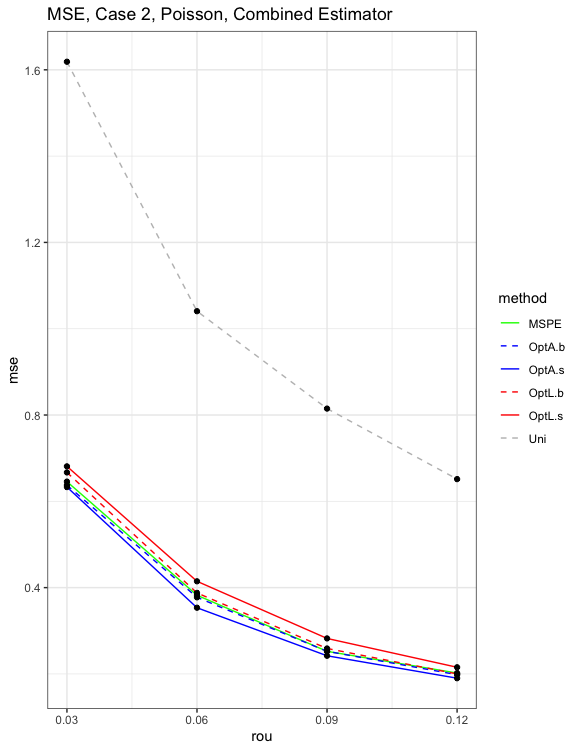 MSE, Case 2, Poisson, Combined Estimator
mse
1.6
1.2
0.8
0.4
0.03
0.06
0.09
0.12
rou
method
MSPE
OptA.b
OptA.s
OptL.b
OptL.s
Uni